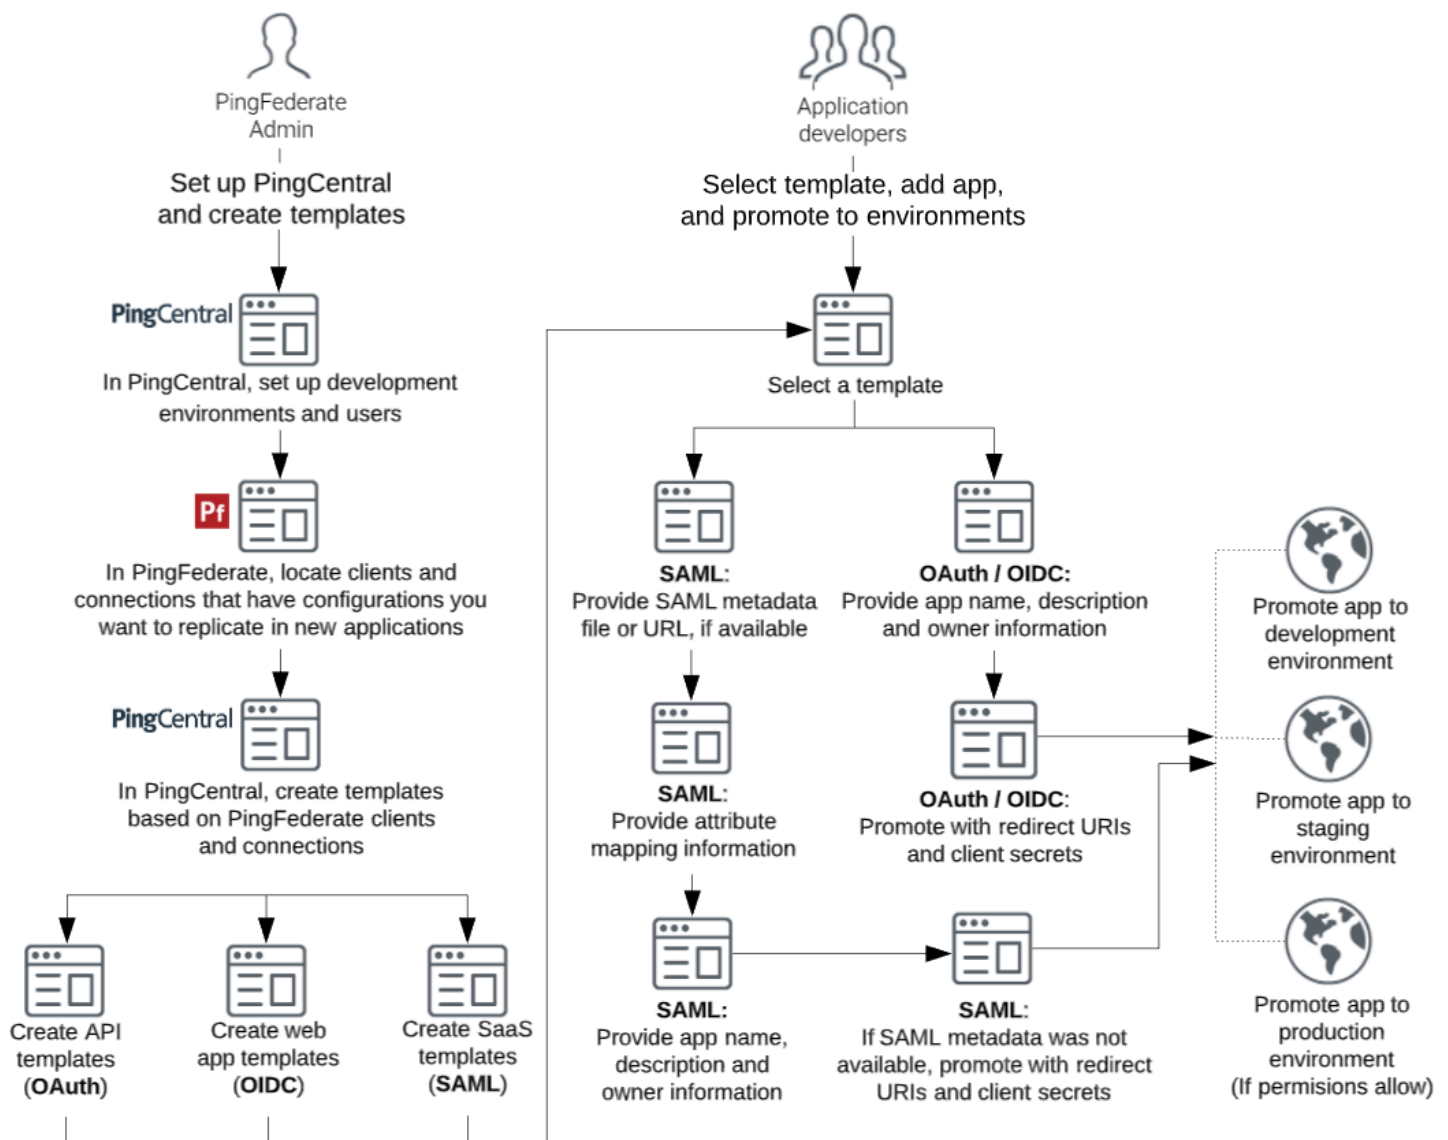 PingFederate
Admin
Set up PingCentral
and create templates
PingCentral
In PingCentral, set up development
environments and users
Pf
In PingFederate, locate clients and
connections that have configurations you
want to replicate in new applications
PingCentral
In PingCentral, create templates
based on PingFederate clients
and connections
Create API
templates
(OAuth)
Create web
app templates
(OIDC)
Create SaaS
templates
(SAML)
Application
developers
Select template, add app,
and promote to environments
Select a template
SAML:
Provide SAML metadata
file or URL, if available
SAML:
Provide attribute
mapping information
SAML:
Provide app name,
description and
owner information
OAuth / OIDC:
Provide app name, description
and owner information
OAuth / OIDC:
Promote with redirect URIs
and client secrets
SAML:
If SAML metadata was not
available, promote with redirect
URIs and client secrets
Promote app to
development
environment
Promote app to
staging
environment
Promote app to
production
environment
(If permisions allow)